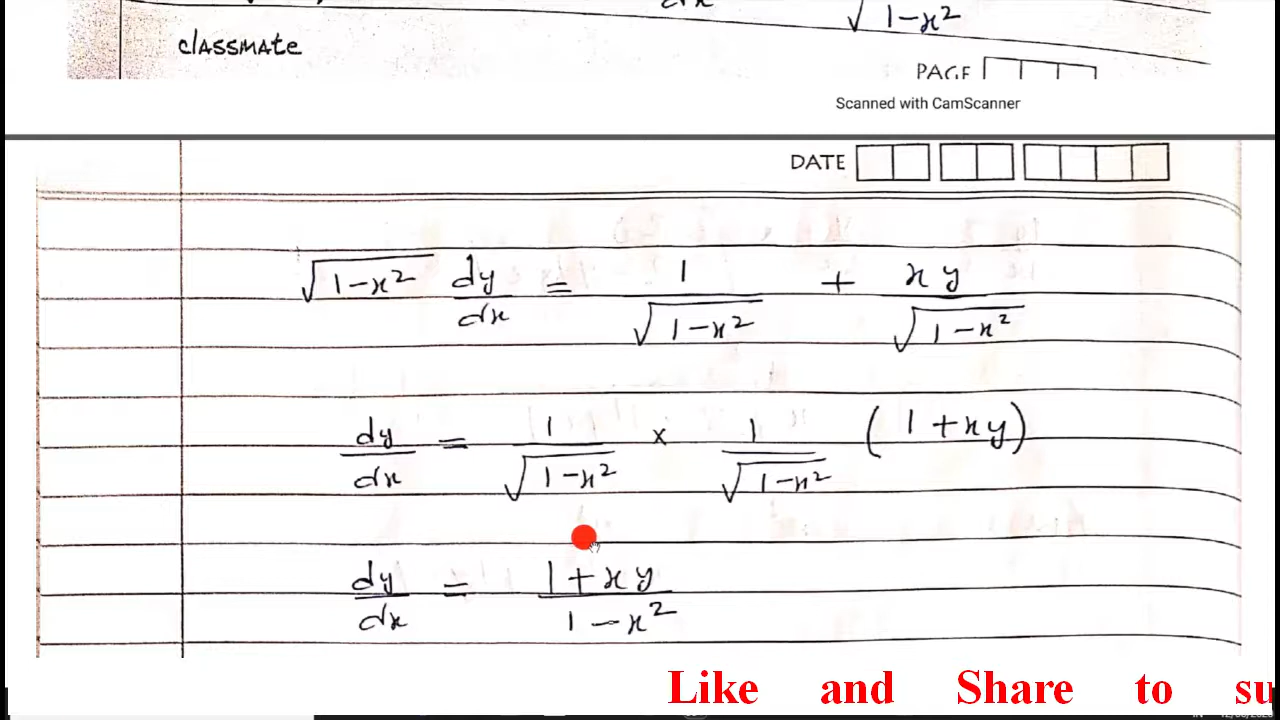 √1-x²
classmate
PAGE
Scanned with CamScanner
DATE
√1-x² dy/dx = 1/√1-x² + xy/√1-x²
dy/dx = 1/√1-x² × 1/√1-x² (1+xy)
dy/dx = 1+xy/1-x²
Like and Share to su